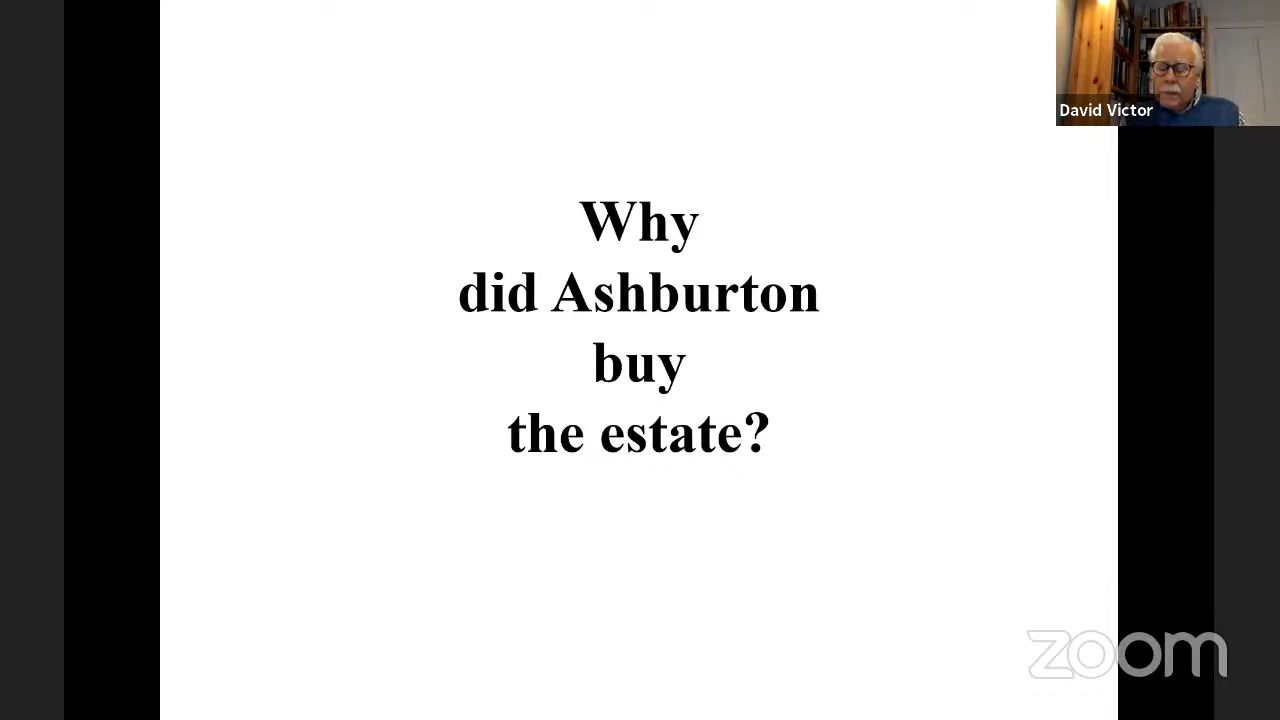 David Victor
Why
did Ashburton
buy
the estate?
zoom